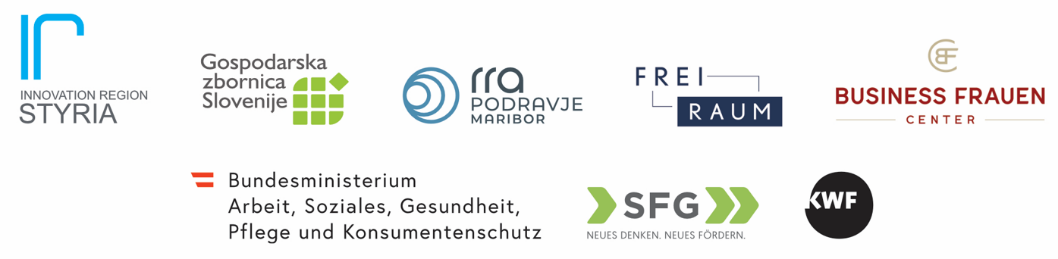 INNOVATION REGION
STYRIA
Gospodarska
zbornica
Slovenije
rra
PODRAVJE
MARIBOR
FREI
RAUM
BUSINESS FRAUEN
CENTER
Bundesministerium
Arbeit, Soziales, Gesundheit,
Pflege und Konsumentenschutz
SFG
NEUES DENKEN. NEUES FÖRDERN.
KWF